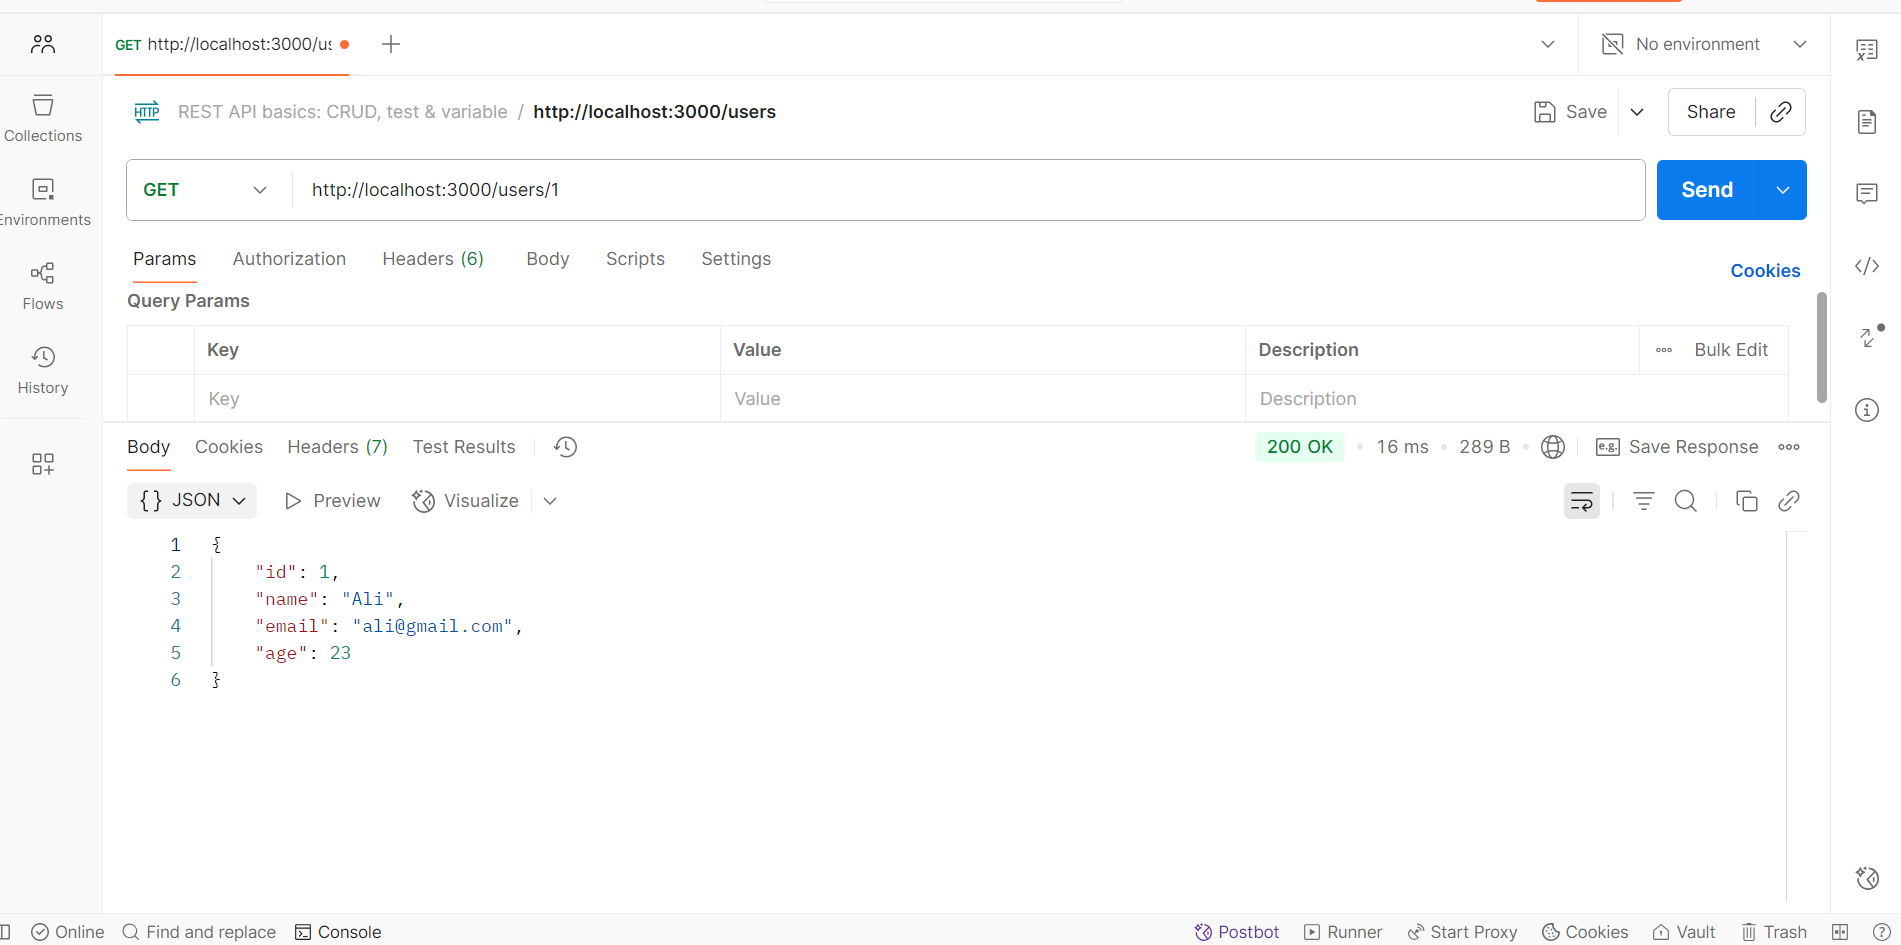 GET http://localhost:3000/us
No environment
REST API basics: CRUD, test & variable / http://localhost:3000/users
Save
Share
GET
http://localhost:3000/users/1
Send
Collections
Environments
Flows
History
Params
Authorization
Headers (6)
Body
Scripts
Settings
Cookies
Query Params
Key
Value
Description
Bulk Edit
Key
Value
Description
Body
Cookies
Headers (7)
Test Results
200 OK
16 ms
289 B
e.g.
Save Response
{} JSON
Preview
Visualize
1 {
2 "id": 1,
3 "name": "Ali",
4 "email": "ali@gmail.com",
5 "age": 23
6 }
Online
Find and replace
Console
Postbot
Runner
Start Proxy
Cookies
Vault
Trash